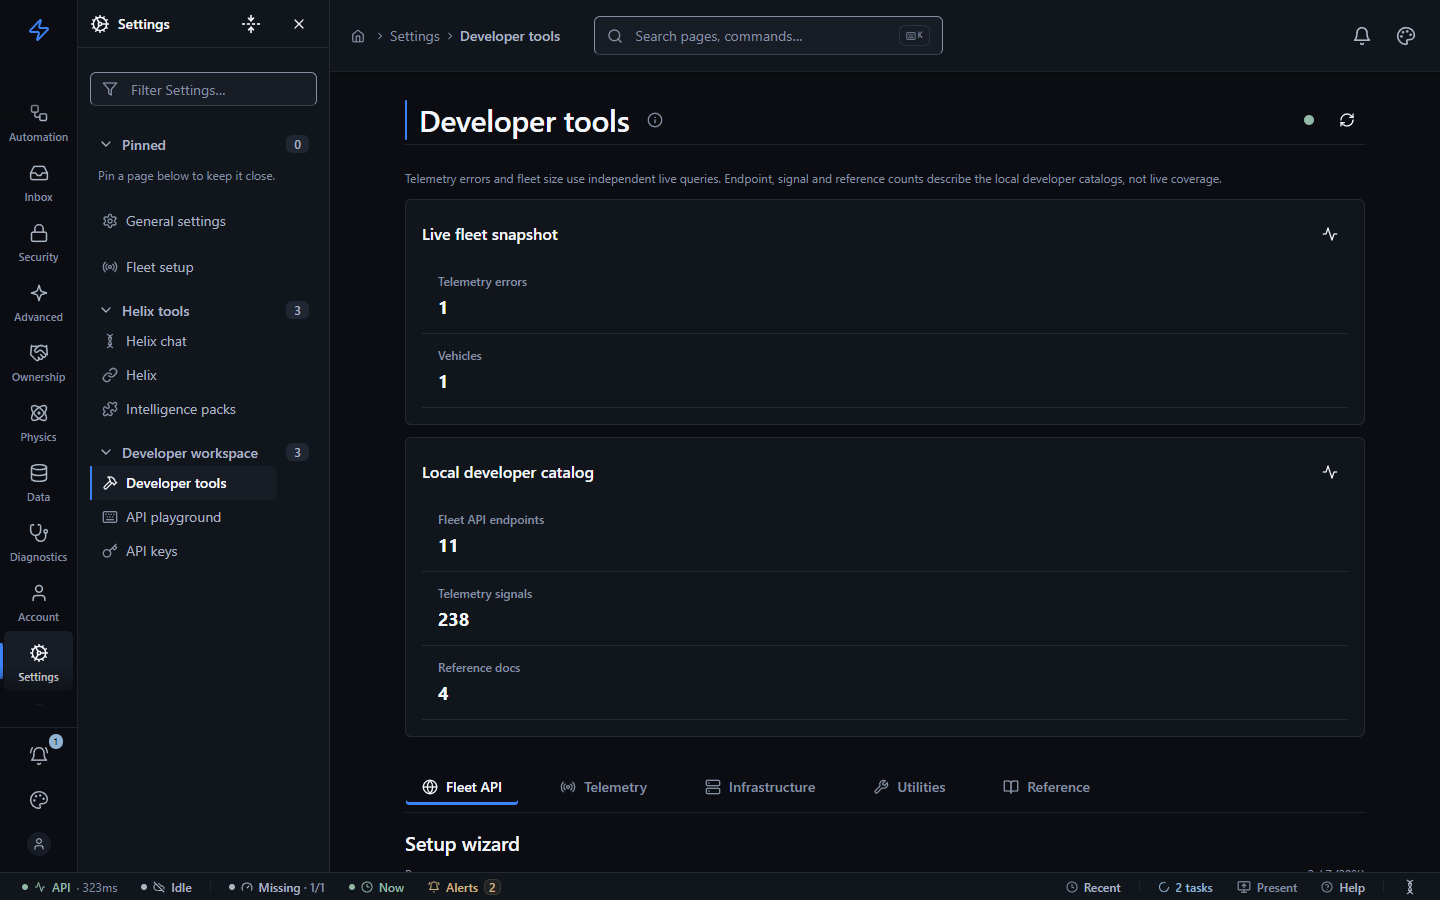 Automation
Inbox
Security
Advanced
Ownership
Physics
Data
Diagnostics
Account
Settings
1
Settings
Filter Settings...
Pinned 0
Pin a page below to keep it close.
General settings
Fleet setup
Helix tools 3
Helix chat
Helix
Intelligence packs
Developer workspace 3
Developer tools
API playground
API keys
Settings Developer tools
Search pages, commands... K
Developer tools
Telemetry errors and fleet size use independent live queries. Endpoint, signal and reference counts describe the local developer catalogs, not live coverage.
Live fleet snapshot
Telemetry errors
1
Vehicles
1
Local developer catalog
Fleet API endpoints
11
Telemetry signals
238
Reference docs
4
Fleet API Telemetry Infrastructure Utilities Reference
Setup wizard
API · 323ms Idle Missing · 1/1 Now Alerts 2 Recent 2 tasks Present Help